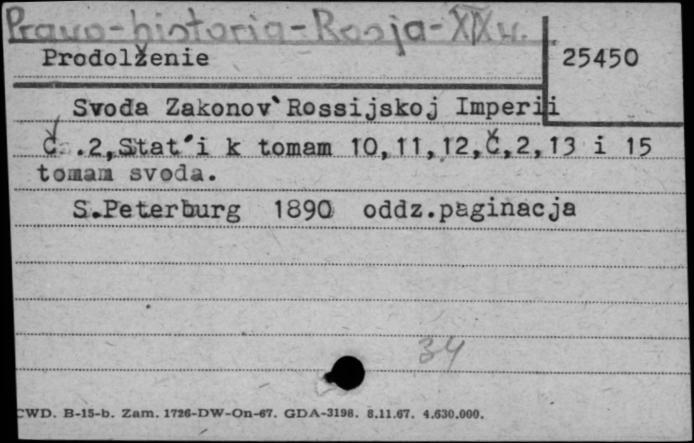 Prawo-historia-Rosja-XIXw.
Prodolženie
25450
Svoda Zakonov`Rossijskoj Imperii
Č .2,Stat´i k tomam 10,11,12,Č,2,13 i 15
tomam svoda.
S.Peterburg 1890 oddz.paginacja
34
CWD. B-15-b. Zam. 1726-DW-On-67. GDA-3198. 8.11.67. 4.630.000.